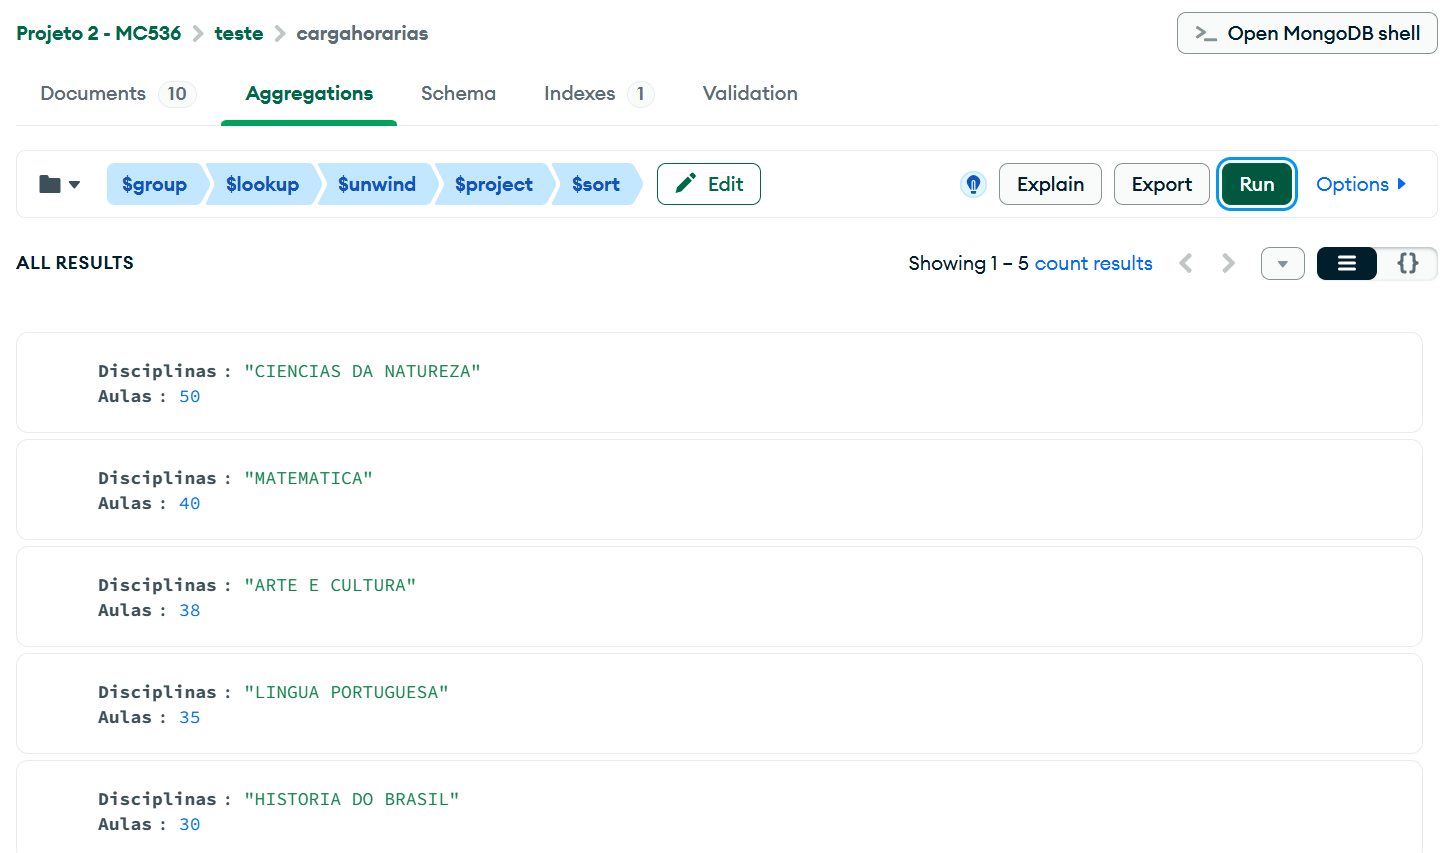 Projeto 2 - MC536 > teste > cargahorarias
>_ Open MongoDB shell
Documents 10 Aggregations Schema Indexes 1 Validation
$group $lookup $unwind $project $sort Edit Explain Export Run Options
ALL RESULTS
Showing 1 – 5 count results
{}
Disciplinas : "CIENCIAS DA NATUREZA"
Aulas : 50
Disciplinas : "MATEMATICA"
Aulas : 40
Disciplinas : "ARTE E CULTURA"
Aulas : 38
Disciplinas : "LINGUA PORTUGUESA"
Aulas : 35
Disciplinas : "HISTORIA DO BRASIL"
Aulas : 30